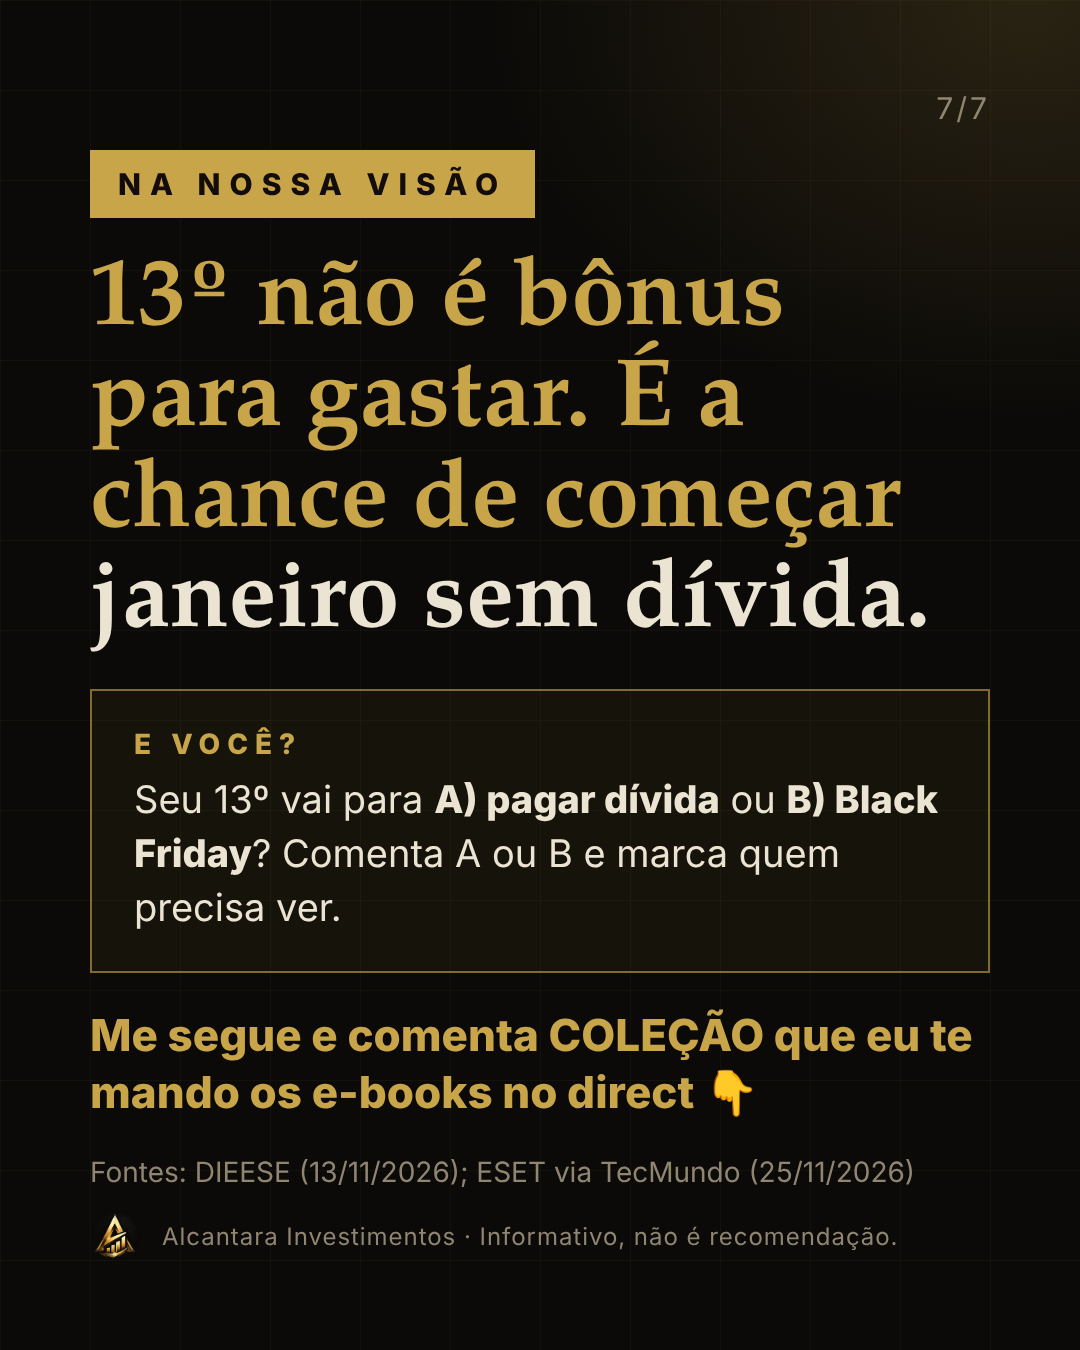 7/7
NA NOSSA VISÃO
13º não é bônus
para gastar. É a
chance de começar
janeiro sem dívida.
E VOCÊ?
Seu 13º vai para A) pagar dívida ou B) Black
Friday? Comenta A ou B e marca quem
precisa ver.
Me segue e comenta COLEÇÃO que eu te
mando os e-books no direct 👇
Fontes: DIEESE (13/11/2026); ESET via TecMundo (25/11/2026)
Alcantara Investimentos · Informativo, não é recomendação.